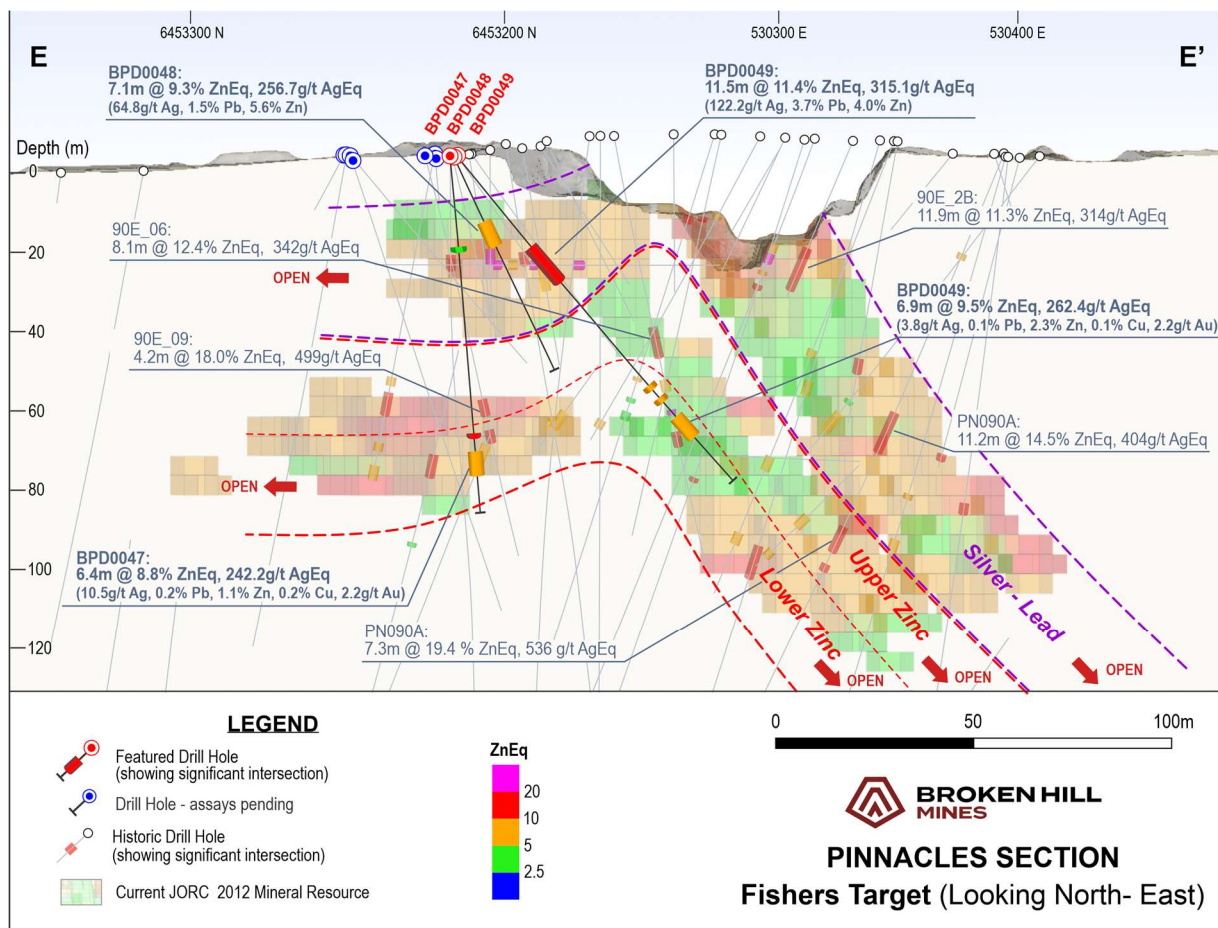 6453300 N
6453200 N
530300 E
530400 E
E
E'
BPD0048:
7.1m @ 9.3% ZnEq, 256.7g/t AgEq
(64.8g/t Ag, 1.5% Pb, 5.6% Zn)
BPD0047
BPD0048
BPD0049
BPD0049:
11.5m @ 11.4% ZnEq, 315.1g/t AgEq
(122.2g/t Ag, 3.7% Pb, 4.0% Zn)
Depth (m)
0
20
40
60
80
100
120
90E_06:
8.1m @ 12.4% ZnEq, 342g/t AgEq
OPEN
90E_2B:
11.9m @ 11.3% ZnEq, 314g/t AgEq
BPD0049:
6.9m @ 9.5% ZnEq, 262.4g/t AgEq
(3.8g/t Ag, 0.1% Pb, 2.3% Zn, 0.1% Cu, 2.2g/t Au)
90E_09:
4.2m @ 18.0% ZnEq, 499g/t AgEq
PN090A:
11.2m @ 14.5% ZnEq, 404g/t AgEq
OPEN
BPD0047:
6.4m @ 8.8% ZnEq, 242.2g/t AgEq
(10.5g/t Ag, 0.2% Pb, 1.1% Zn, 0.2% Cu, 2.2g/t Au)
PN090A:
7.3m @ 19.4 % ZnEq, 536 g/t AgEq
Lower Zinc
Upper Zinc
Silver - Lead
OPEN
OPEN
OPEN
LEGEND
Featured Drill Hole
(showing significant intersection)
Drill Hole - assays pending
Historic Drill Hole
(showing significant intersection)
Current JORC 2012 Mineral Resource
ZnEq
20
10
5
2.5
0
50
100m
BROKEN HILL
MINES
PINNACLES SECTION
Fishers Target (Looking North- East)